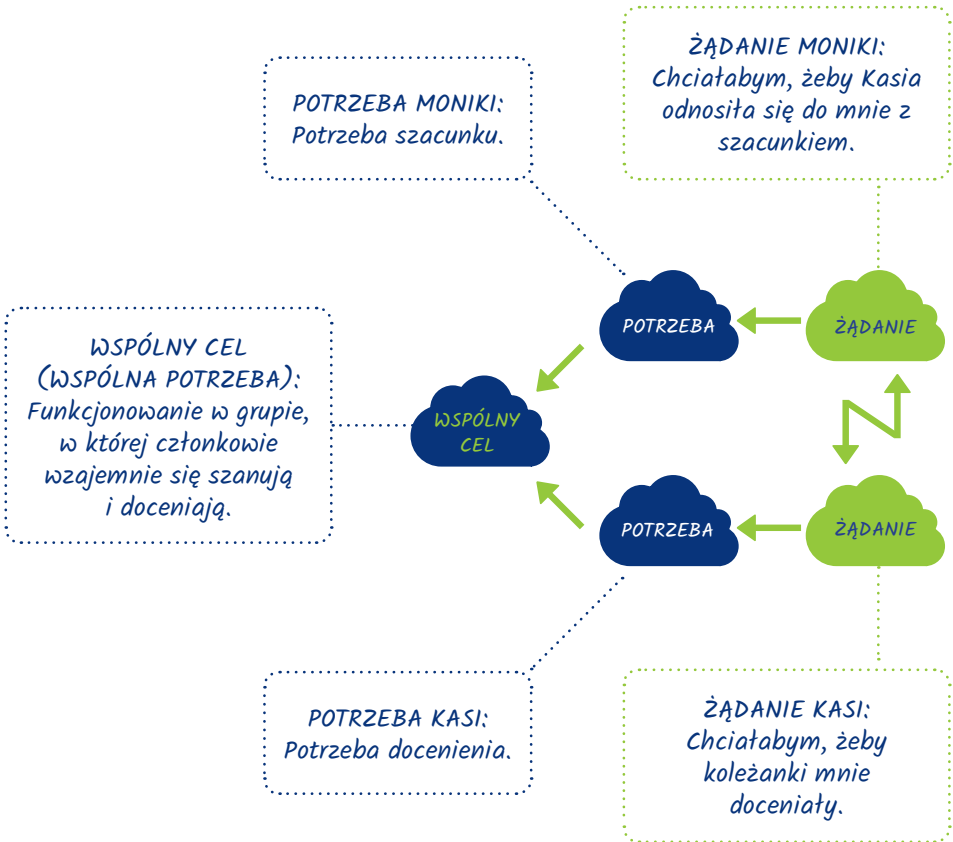 ŻĄDANIE MONIKI:
Chciałabym, żeby Kasia
odnosiła się do mnie z
szacunkiem.
POTRZEBA MONIKI:
Potrzeba szacunku.
POTRZEBA
ŻĄDANIE
WSPÓLNY CEL
(WSPÓLNA POTRZEBA):
Funkcjonowanie w grupie,
w której członkowie
wzajemnie się szanują
i doceniają.
WSPÓLNY
CEL
POTRZEBA
ŻĄDANIE
POTRZEBA KASI:
Potrzeba docenienia.
ŻĄDANIE KASI:
Chciałabym, żeby
koleżanki mnie
doceniały.